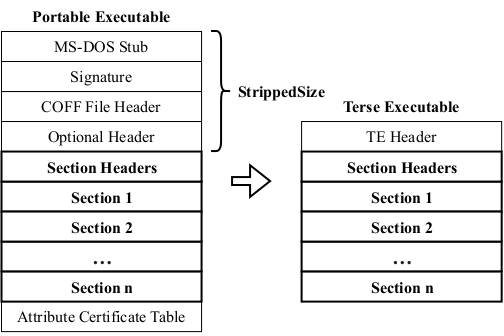 Portable Executable
MS-DOS Stub
Signature
COFF File Header
Optional Header
Section Headers
Section 1
Section 2
...
Section n
Attribute Certificate Table
StrippedSize
Terse Executable
TE Header
Section Headers
Section 1
Section 2
...
Section n